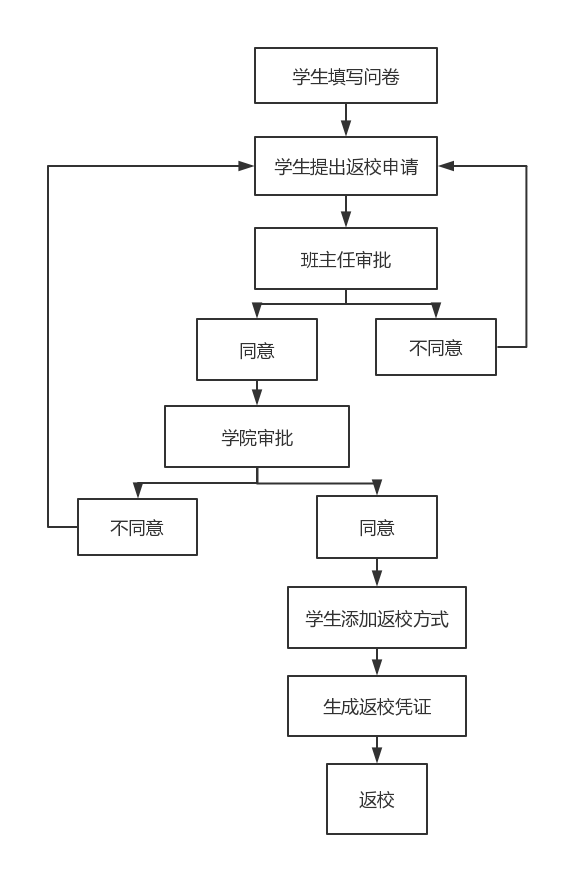 学生填写问卷
学生提出返校申请
班主任审批
同意
不同意
学院审批
不同意
同意
学生添加返校方式
生成返校凭证
返校